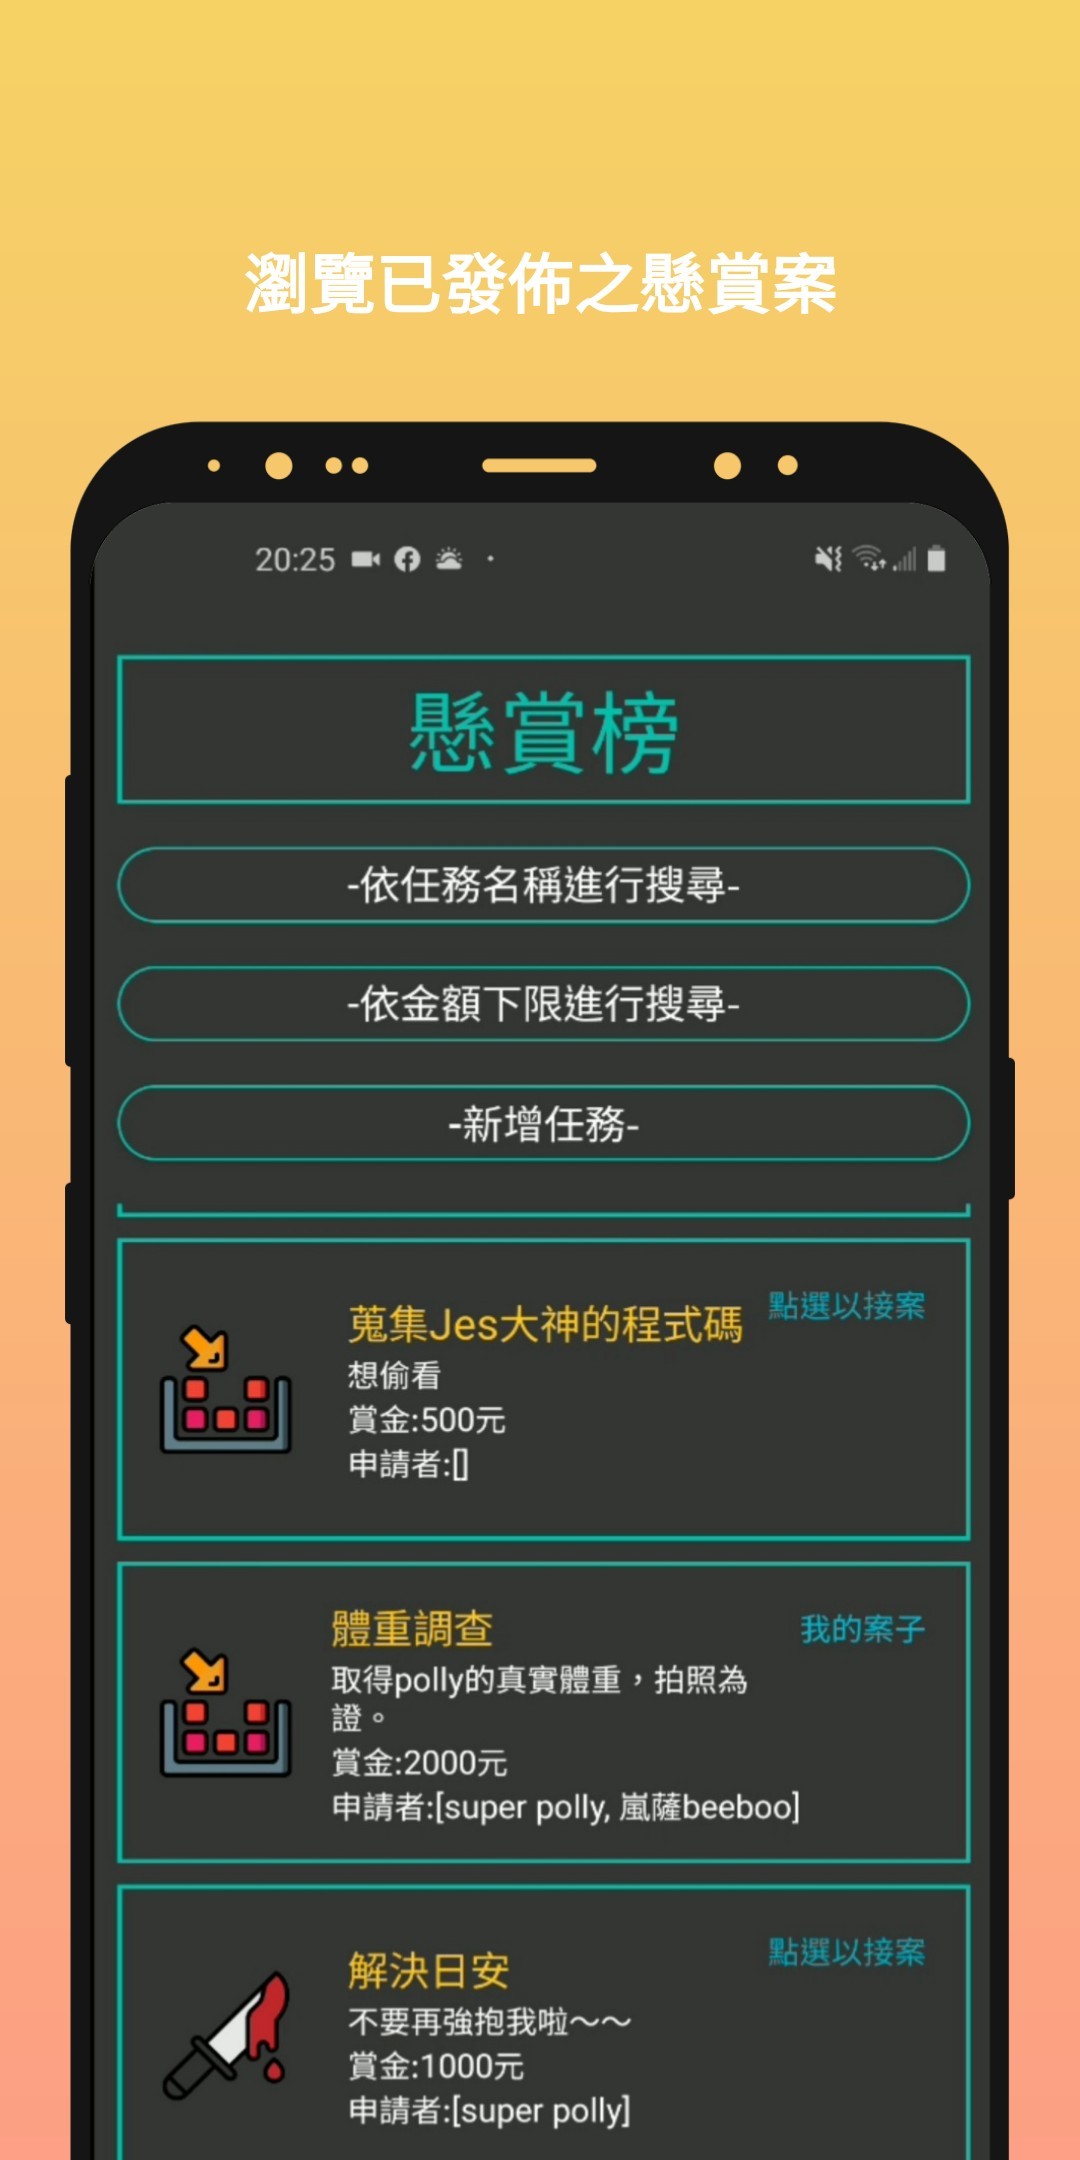 瀏覽已發佈之懸賞案
20:25
懸賞榜
-依任務名稱進行搜尋-
-依金額下限進行搜尋-
-新增任務-
點選以接案
蒐集Jes大神的程式碼
想偷看
賞金:500元
申請者:[]
我的案子
體重調查
取得polly的真實體重，拍照為
證。
賞金:2000元
申請者:[super polly, 嵐薩beeboo]
點選以接案
解決日安
不要再強抱我啦～～
賞金:1000元
申請者:[super polly]